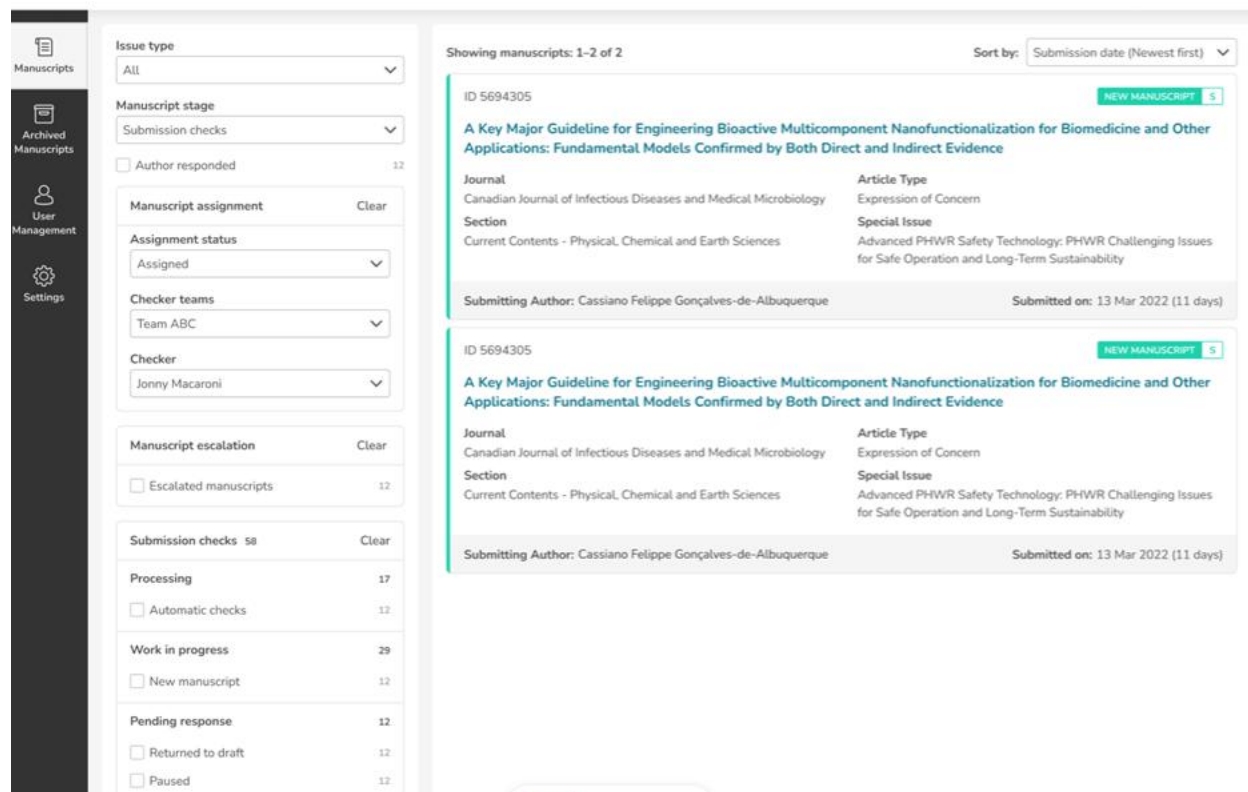 Manuscripts
Archived
Manuscripts
User
Management
Settings
Issue type
All
Manuscript stage
Submission checks
Author responded 12
Manuscript assignment Clear
Assignment status
Assigned
Checker teams
Team ABC
Checker
Jonny Macaroni
Manuscript escalation Clear
Escalated manuscripts 12
Submission checks 58 Clear
Processing 17
Automatic checks 12
Work in progress 29
New manuscript 12
Pending response 12
Returned to draft 12
Paused 12
Showing manuscripts: 1–2 of 2
Sort by: Submission date (Newest first)
ID 5694305 NEW MANUSCRIPT S
A Key Major Guideline for Engineering Bioactive Multicomponent Nanofunctionalization for Biomedicine and Other
Applications: Fundamental Models Confirmed by Both Direct and Indirect Evidence
Journal
Canadian Journal of Infectious Diseases and Medical Microbiology
Article Type
Expression of Concern
Section
Current Contents - Physical, Chemical and Earth Sciences
Special Issue
Advanced PHWR Safety Technology: PHWR Challenging Issues
for Safe Operation and Long-Term Sustainability
Submitting Author: Cassiano Felippe Gonçalves-de-Albuquerque
Submitted on: 13 Mar 2022 (11 days)
ID 5694305 NEW MANUSCRIPT S
A Key Major Guideline for Engineering Bioactive Multicomponent Nanofunctionalization for Biomedicine and Other
Applications: Fundamental Models Confirmed by Both Direct and Indirect Evidence
Journal
Canadian Journal of Infectious Diseases and Medical Microbiology
Article Type
Expression of Concern
Section
Current Contents - Physical, Chemical and Earth Sciences
Special Issue
Advanced PHWR Safety Technology: PHWR Challenging Issues
for Safe Operation and Long-Term Sustainability
Submitting Author: Cassiano Felippe Gonçalves-de-Albuquerque
Submitted on: 13 Mar 2022 (11 days)